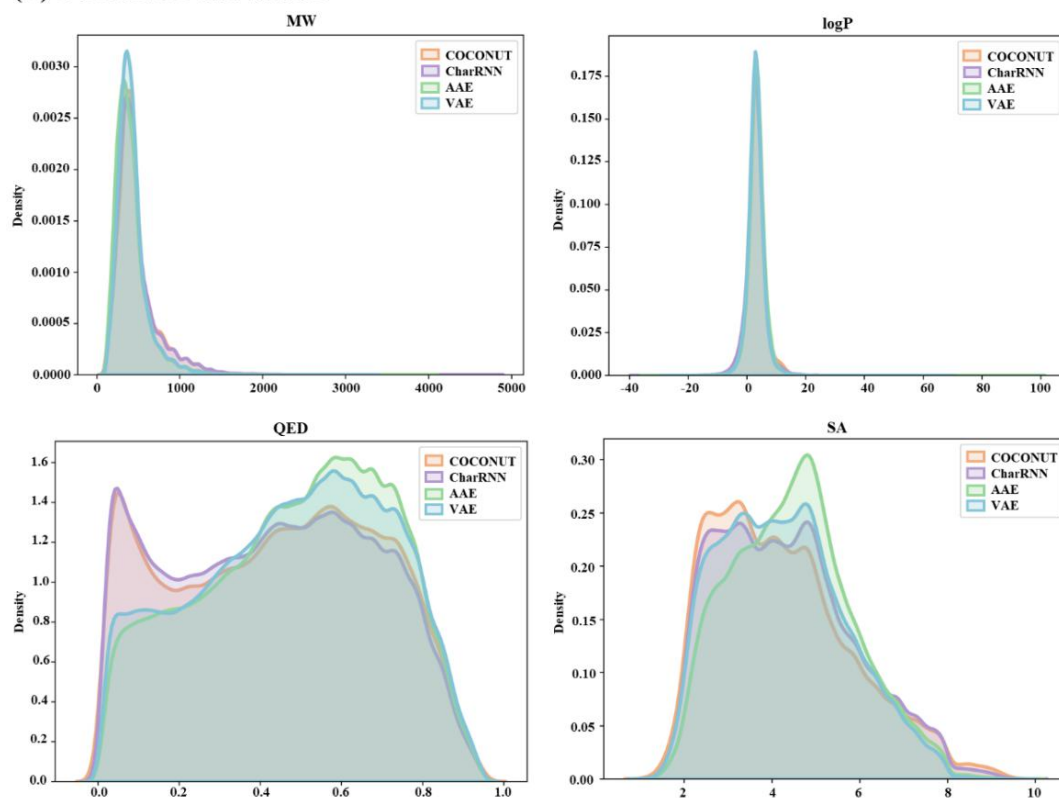 MW
0.0030
0.0025
0.0020
0.0015
0.0010
0.0005
0.0000
Density
0 1000 2000 3000 4000 5000
COCONUT
CharRNN
AAE
VAE
logP
0.175
0.150
0.125
0.100
0.075
0.050
0.025
0.000
Density
-40 -20 0 20 40 60 80 100
COCONUT
CharRNN
AAE
VAE
QED
1.6
1.4
1.2
1.0
0.8
0.6
0.4
0.2
0.0
Density
0.0 0.2 0.4 0.6 0.8 1.0
COCONUT
CharRNN
AAE
VAE
SA
0.30
0.25
0.20
0.15
0.10
0.05
0.00
Density
2 4 6 8 10
COCONUT
CharRNN
AAE
VAE